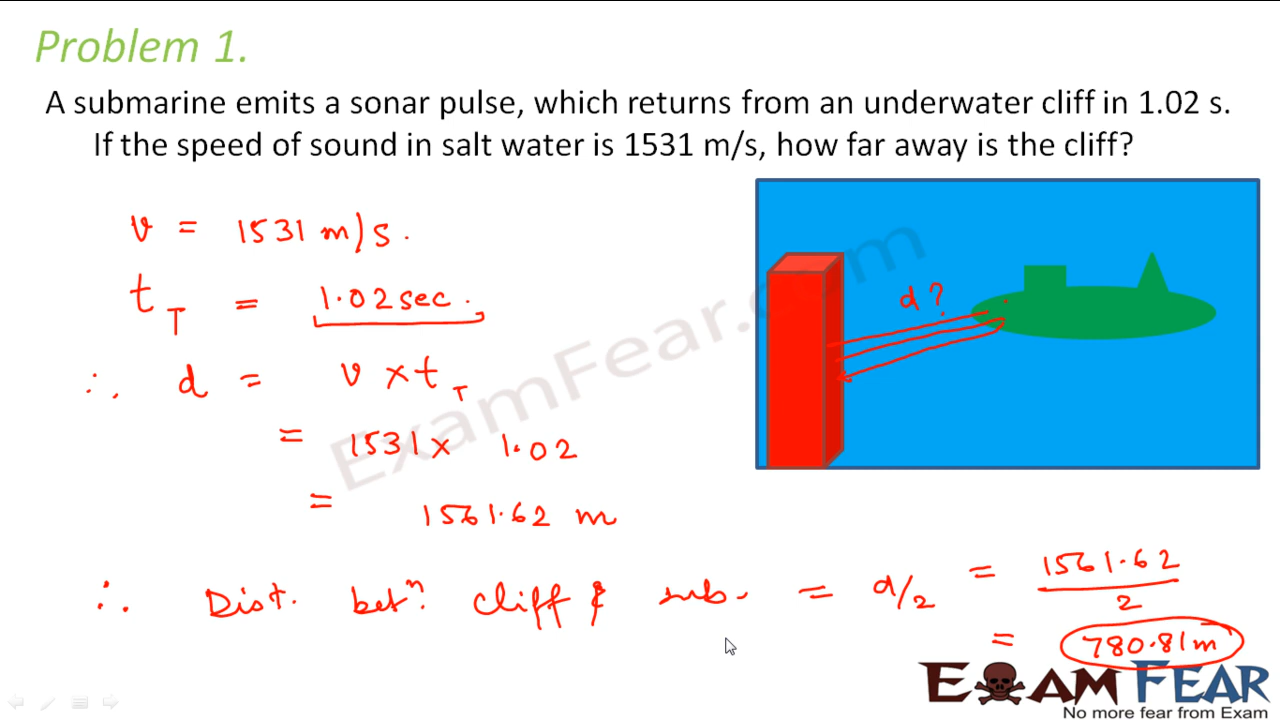 Problem 1.
A submarine emits a sonar pulse, which returns from an underwater cliff in 1.02 s.
If the speed of sound in salt water is 1531 m/s, how far away is the cliff?
v = 1531 m/s.
t_T = 1.02 sec.
d ?
∴ d = v × t_T
= 1531 × 1.02
= 1561.62 m
∴ Dist. betⁿ. cliff & sub. = d/2 = 1561.62/2
= 780.81 m
ExamFear.com
EXAM FEAR
No more fear from Exam